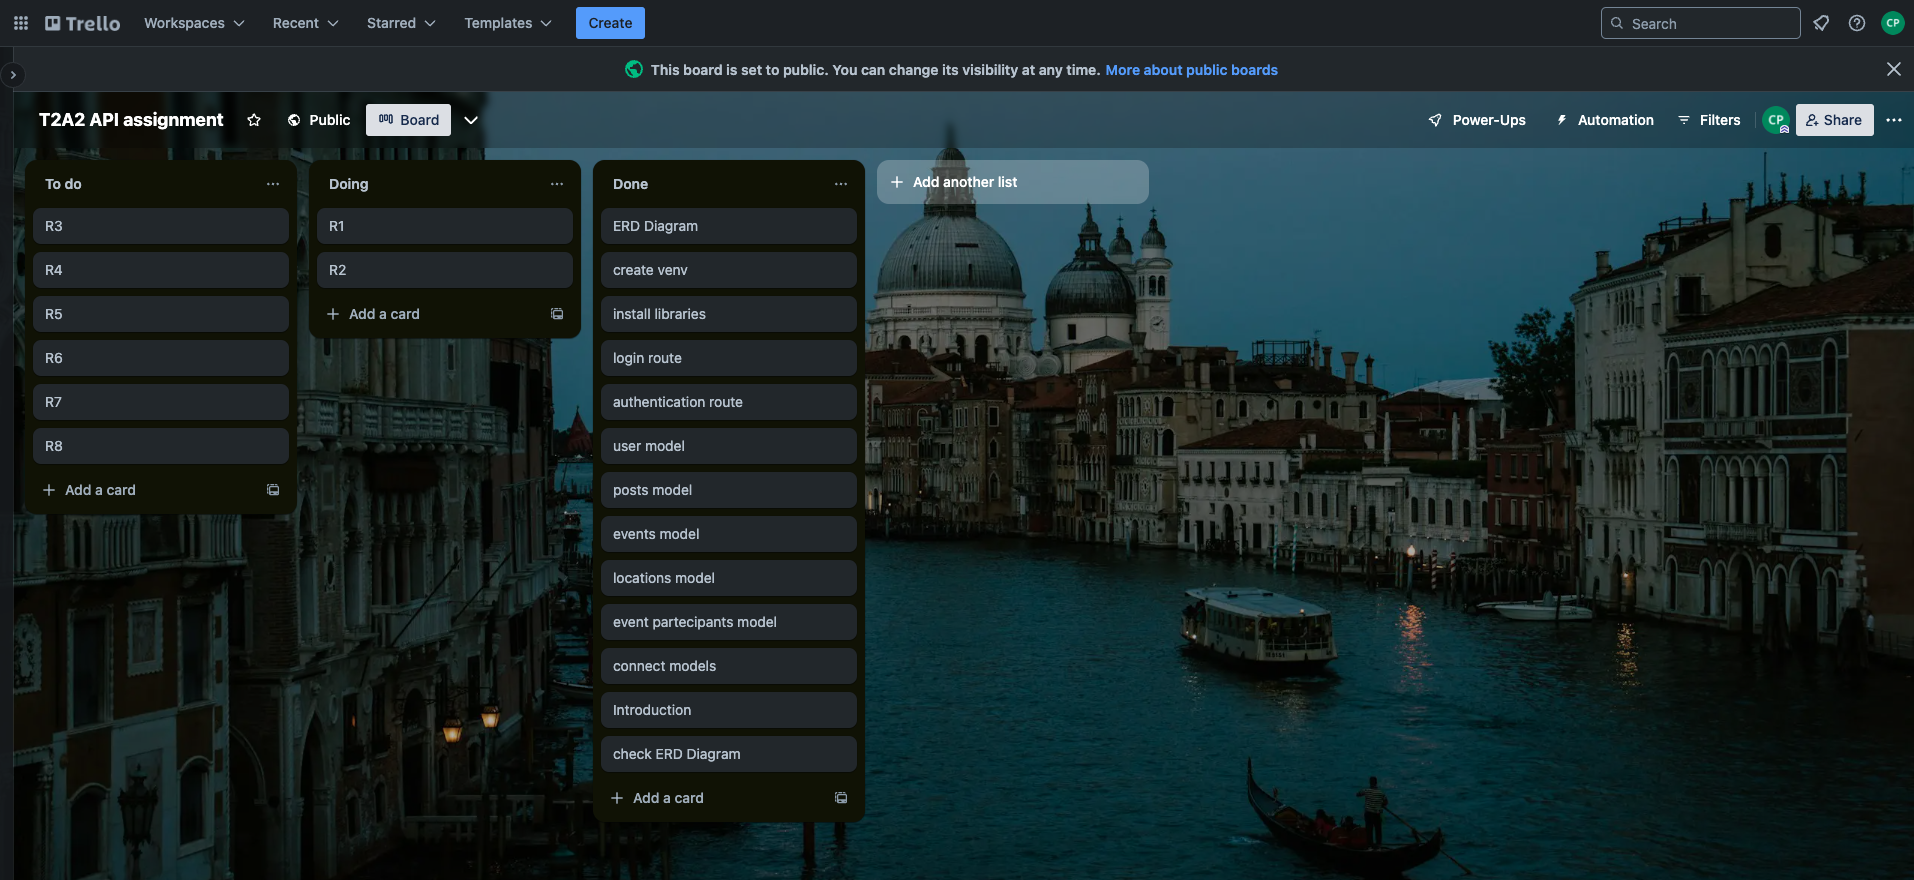 Trello
Workspaces
Recent
Starred
Templates
Create
Search
CP
This board is set to public. You can change its visibility at any time. More about public boards
T2A2 API assignment
Public
Board
Power-Ups
Automation
Filters
CP
Share
To do
R3
R4
R5
R6
R7
R8
Add a card
Doing
R1
R2
Add a card
Done
ERD Diagram
create venv
install libraries
login route
authentication route
user model
posts model
events model
locations model
event partecipants model
connect models
Introduction
check ERD Diagram
Add a card
Add another list